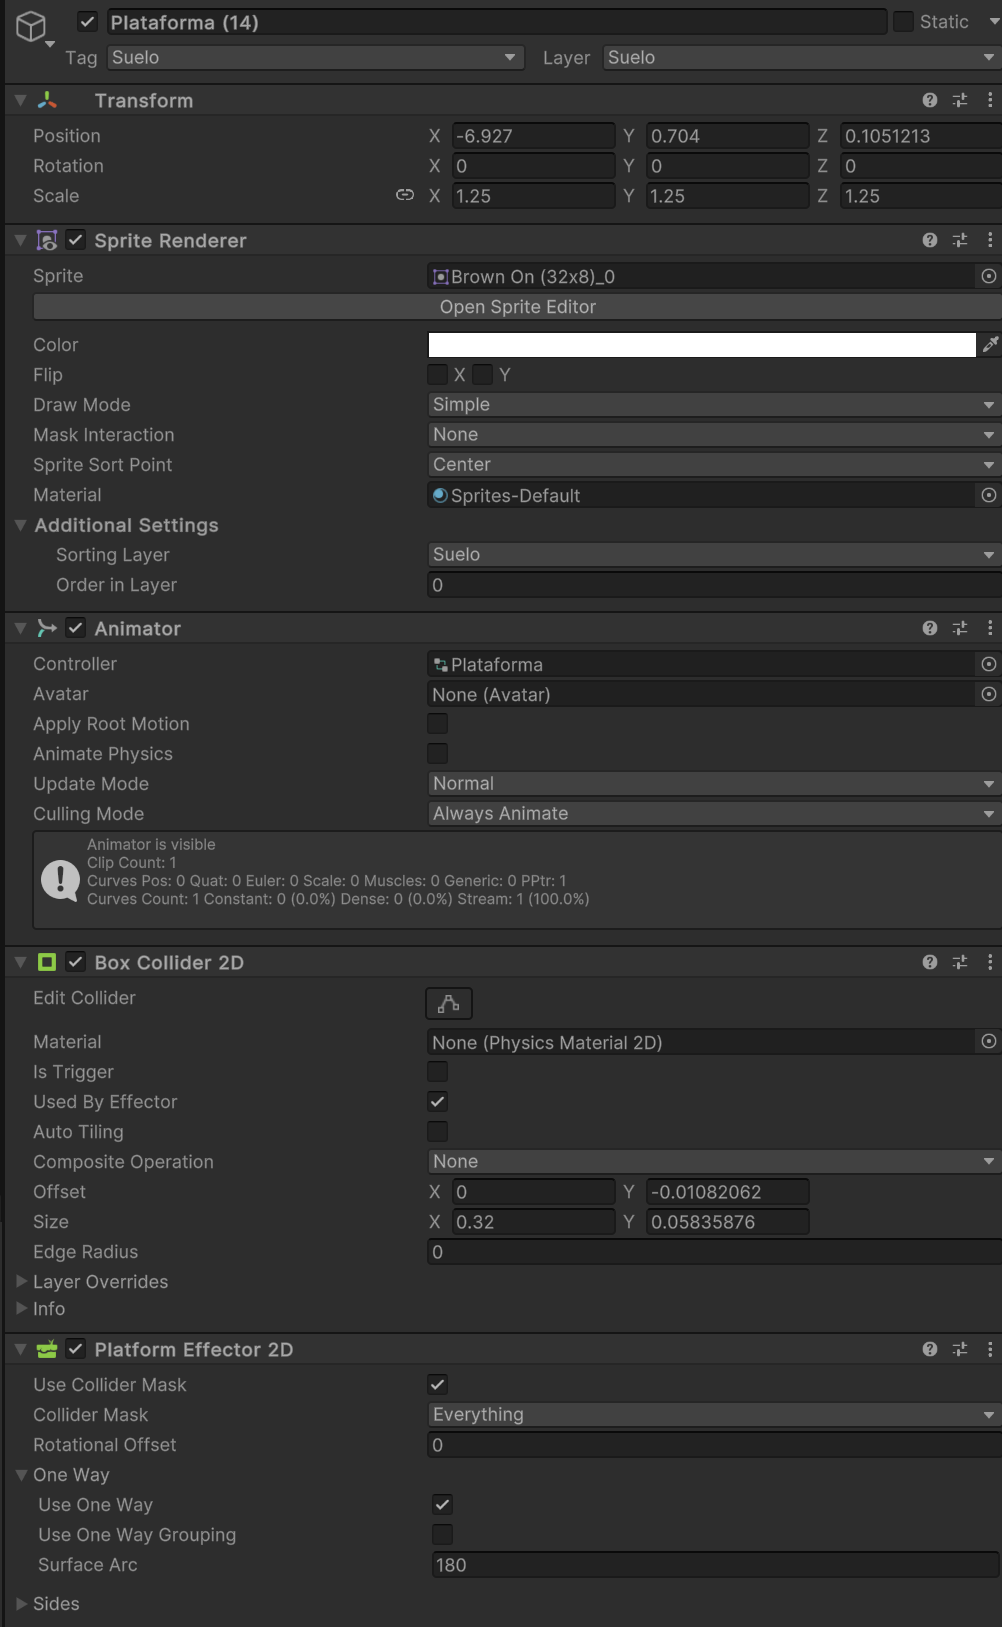 Plataforma (14) Static
Tag Suelo Layer Suelo
Transform
Position X -6.927 Y 0.704 Z 0.1051213
Rotation X 0 Y 0 Z 0
Scale X 1.25 Y 1.25 Z 1.25
Sprite Renderer
Sprite Brown On (32x8)_0
Open Sprite Editor
Color
Flip X Y
Draw Mode Simple
Mask Interaction None
Sprite Sort Point Center
Material Sprites-Default
Additional Settings
Sorting Layer Suelo
Order in Layer 0
Animator
Controller Plataforma
Avatar None (Avatar)
Apply Root Motion
Animate Physics
Update Mode Normal
Culling Mode Always Animate
Animator is visible
Clip Count: 1
Curves Pos: 0 Quat: 0 Euler: 0 Scale: 0 Muscles: 0 Generic: 0 PPtr: 1
Curves Count: 1 Constant: 0 (0.0%) Dense: 0 (0.0%) Stream: 1 (100.0%)
Box Collider 2D
Edit Collider
Material None (Physics Material 2D)
Is Trigger
Used By Effector
Auto Tiling
Composite Operation None
Offset X 0 Y -0.01082062
Size X 0.32 Y 0.05835876
Edge Radius 0
Layer Overrides
Info
Platform Effector 2D
Use Collider Mask
Collider Mask Everything
Rotational Offset 0
One Way
Use One Way
Use One Way Grouping
Surface Arc 180
Sides